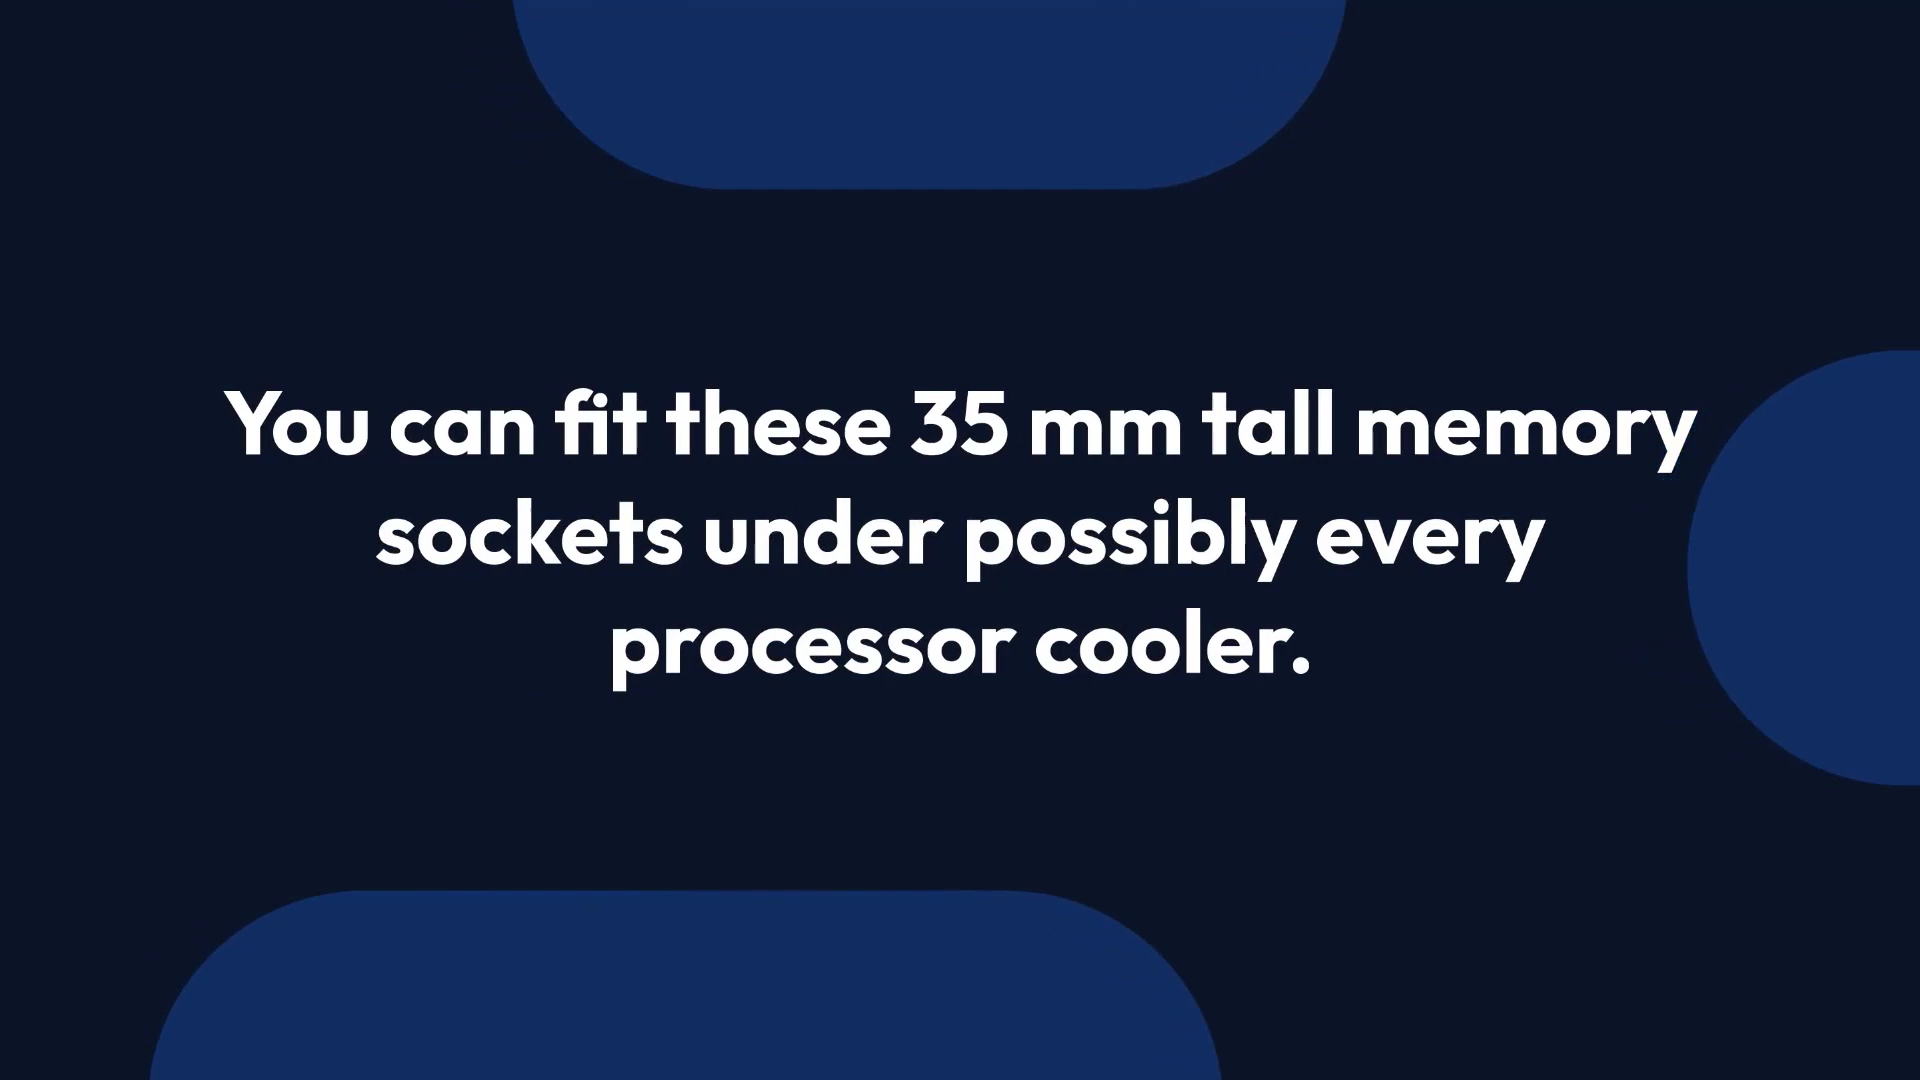 You can fit these 35 mm tall memory
sockets under possibly every
processor cooler.